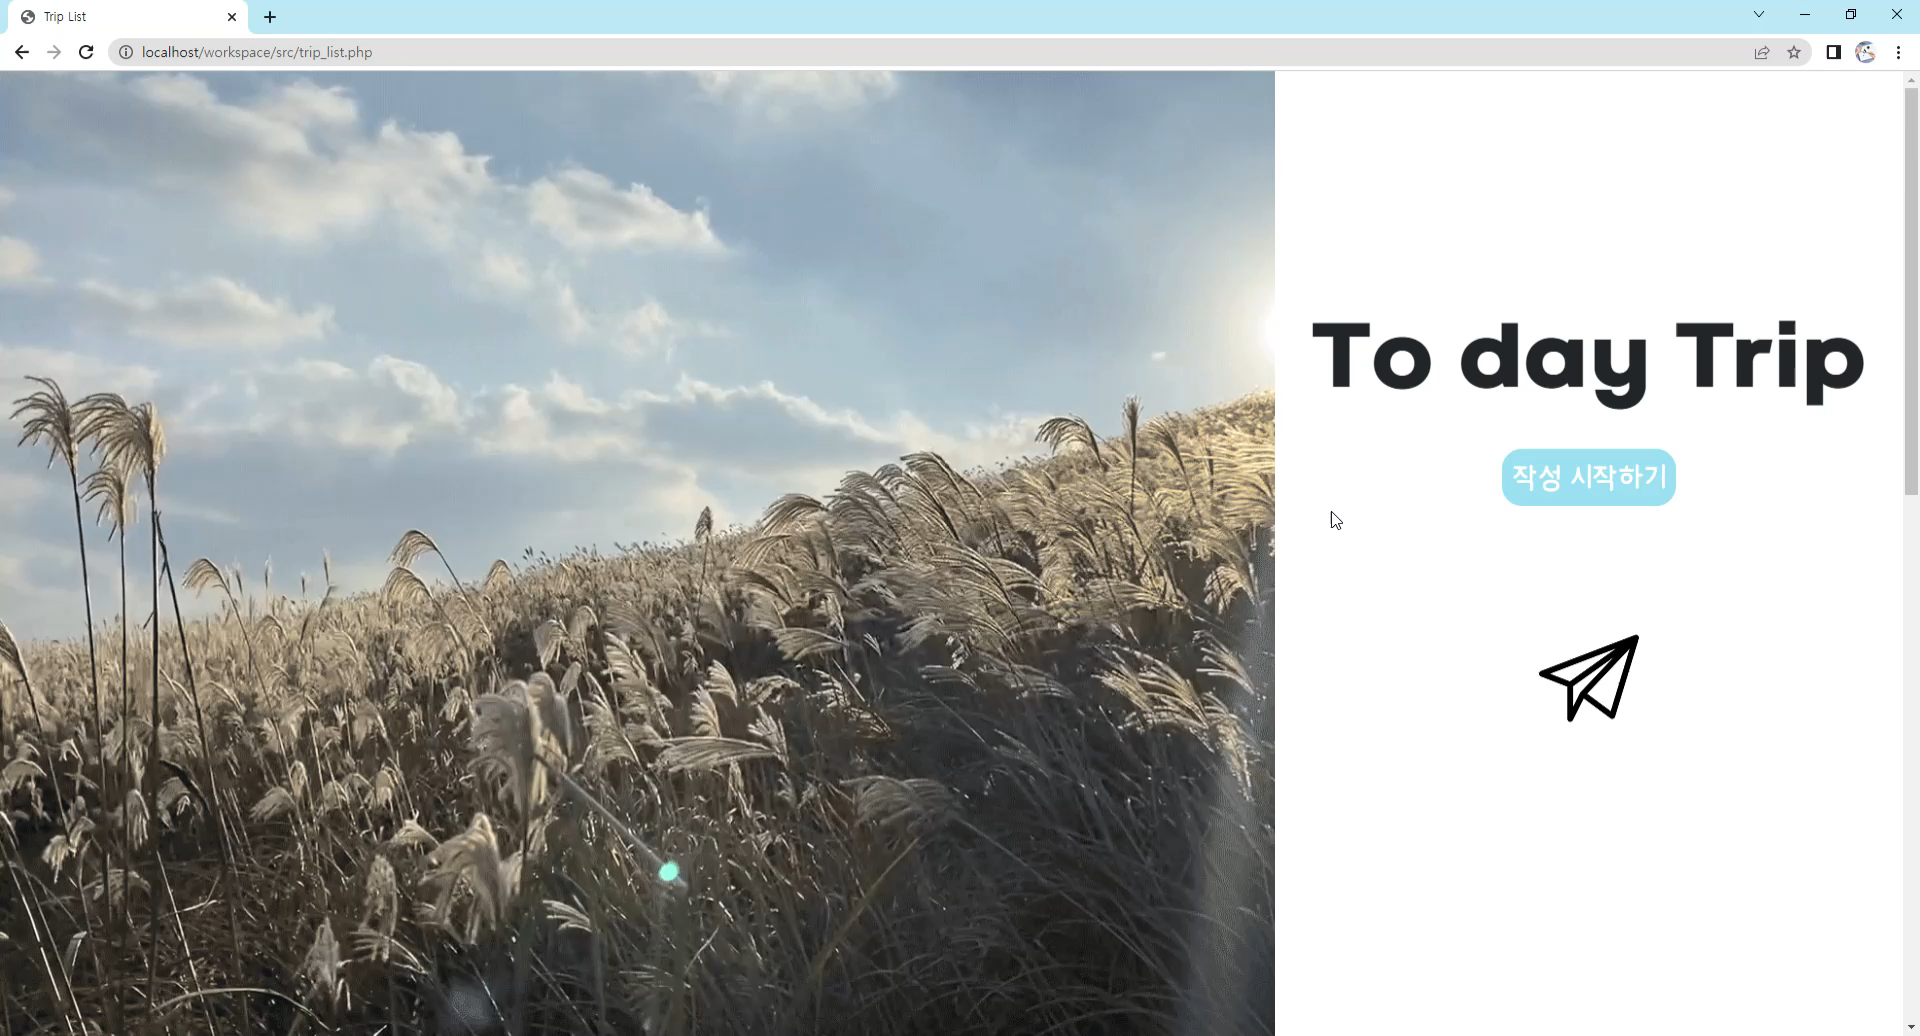 Trip List
localhost/workspace/src/trip_list.php
To day Trip
작성 시작하기